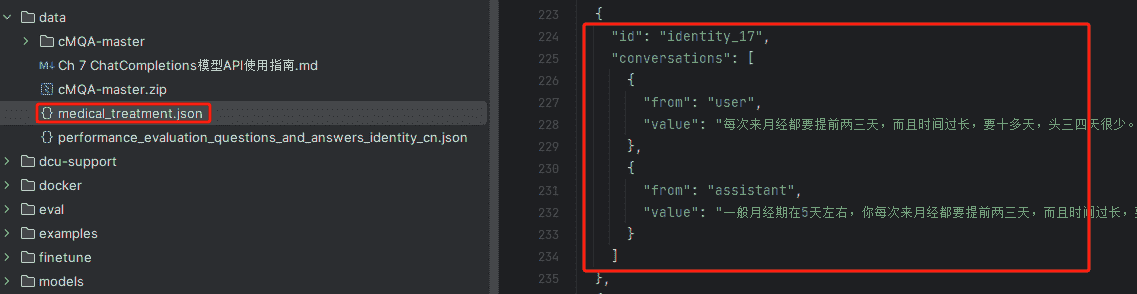 data
cMQA-master
Ch 7 ChatCompletions模型API使用指南.md
cMQA-master.zip
medical_treatment.json
performance_evaluation_questions_and_answers_identity_cn.json
dcu-support
docker
eval
examples
finetune
models
223 {
224 "id": "identity_17",
225 "conversations": [
226 {
227 "from": "user",
228 "value": "每次来月经都要提前两三天，而且时间过长，要十多天，头三四天很少。
229 },
230 {
231 "from": "assistant",
232 "value": "一般月经期在5天左右，你每次来月经都要提前两三天，而且时间过长，
233 }
234 ]
235 },